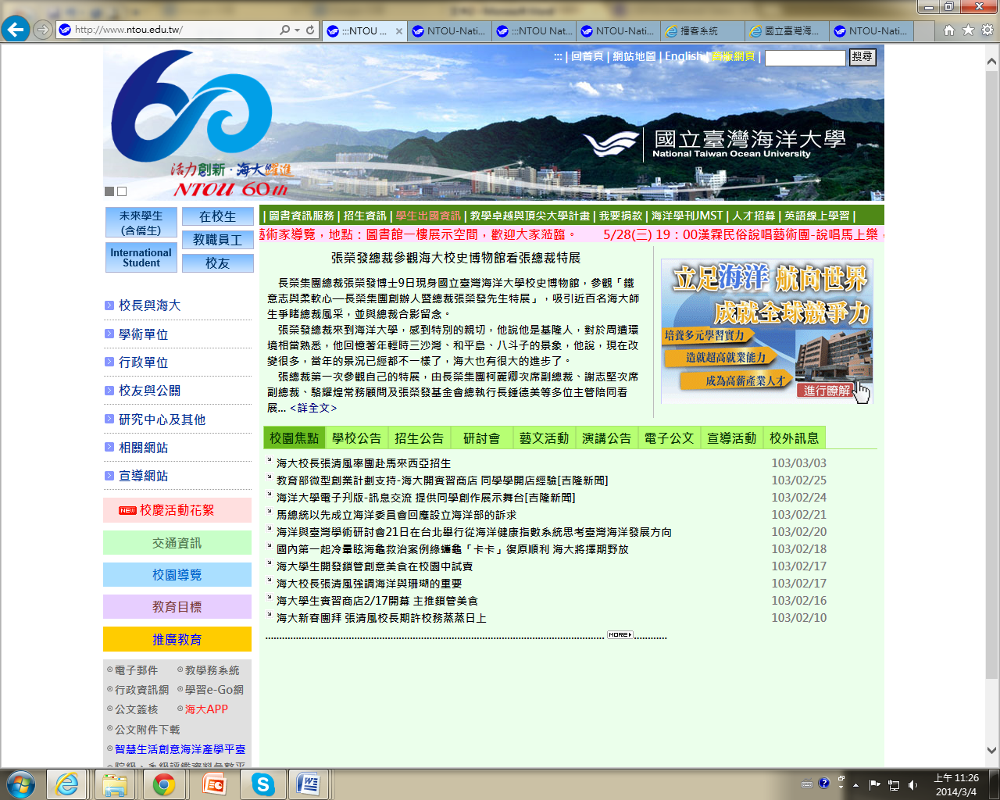 http://www.ntou.edu.tw/
:::NTOU ...
NTOU-Nati...
:::NTOU Nat...
NTOU-Nati...
播客系統
國立臺灣海...
NTOU-Nati...
::: | 回首頁 | 網站地圖 | English | 舊版網頁 |
搜尋
60
活力創新·海大躍進
NTOU 60th
國立臺灣海洋大學
National Taiwan Ocean University
未來學生
(含僑生)
在校生
教職員工
International
Student
校友
| 圖書資訊服務 | 招生資訊 | 學生出國資訊 | 教學卓越與頂尖大學計畫 | 我要捐款 | 海洋學刊JMST | 人才招募 | 英語線上學習 |
藝術家導覽，地點：圖書館一樓展示空間，歡迎大家蒞臨。 5/28(三) 19：00漢霖民俗說唱藝術團-說唱馬上樂
校長與海大
學術單位
行政單位
校友與公關
研究中心及其他
相關網站
宣導網站
NEW 校慶活動花絮
交通資訊
校園導覽
教育目標
推廣教育
電子郵件
教學務系統
行政資訊網
學習e-Go網
公文簽核
海大APP
公文附件下載
智慧生活創意海洋產學平臺
張榮發總裁參觀海大校史博物館看張總裁特展
長榮集團總裁張榮發博士9日現身國立臺灣海洋大學校史博物館，參觀「鐵
意志與柔軟心—長榮集團創辦人暨總裁張榮發先生特展」，吸引近百名海大師
生爭睹總裁風采，並與總裁合影留念。
張榮發總裁來到海洋大學，感到特別的親切，他說他是基隆人，對於周遭環
境相當熟悉，他回憶著年輕時三沙灣、和平島、八斗子的景象，他說，現在改
變很多，當年的景況已經都不一樣了，海大也有很大的進步了。
張總裁第一次參觀自己的特展，由長榮集團柯麗卿次席副總裁、謝志堅次席
副總裁、駱耀煌常務顧問及張榮發基金會總執行長鍾德美等多位主管陪同看
展... <詳全文>
立足海洋 航向世界
成就全球競爭力
培養多元學習實力
造就超高就業能力
成為高薪產業人才
進行瞭解
校園焦點
學校公告
招生公告
研討會
藝文活動
演講公告
電子公文
宣導活動
校外訊息
海大校長張清風率團赴馬來西亞招生 103/03/03
教育部微型創業計劃支持-海大開實習商店 同學學開店經驗[吉隆新聞] 103/02/25
海洋大學電子刋版-訊息交流 提供同學創作展示舞台[吉隆新聞] 103/02/24
馬總統以先成立海洋委員會回應設立海洋部的訴求 103/02/21
海洋與臺灣學術研討會21日在台北舉行從海洋健康指數系統思考臺灣海洋發展方向 103/02/20
國內第一起冷暈眩海龜救治案例綠蠵龜「卡卡」復原順利 海大將擇期野放 103/02/18
海大學生開發鎖管創意美食在校園中試賣 103/02/17
海大校長張清風強調海洋與珊瑚的重要 103/02/17
海大學生實習商店2/17開幕 主推鎖管美食 103/02/16
海大新春團拜 張清風校長期許校務蒸蒸日上 103/02/10
MORE
上午 11:26
2014/3/4